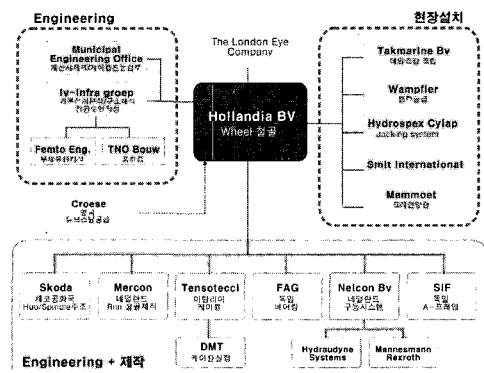 Engineering
Municipal
Engineering Office
Iv-Infra groep
Femto Eng.
TNO Bouw
The London Eye
Company
Hollandia BV
Wheel 철골
Croese
현장설치
Takmarine Bv
Wampfler
Hydrospex Cylap
Jacking system
Smit International
Mammoet
Skoda
체코공화국
Hub/Spindle주조
Mercon
네덜란드
Rim 철골제작
Tensotecci
이탈리아
케이블
FAG
독일
베어링
Nelcon Bv
네덜란드
구동시스템
SIF
독일
A-프레임
DMT
케이블실험
Hydraudyne
Systems
Mannesmann
Rexroth
Engineering + 제작